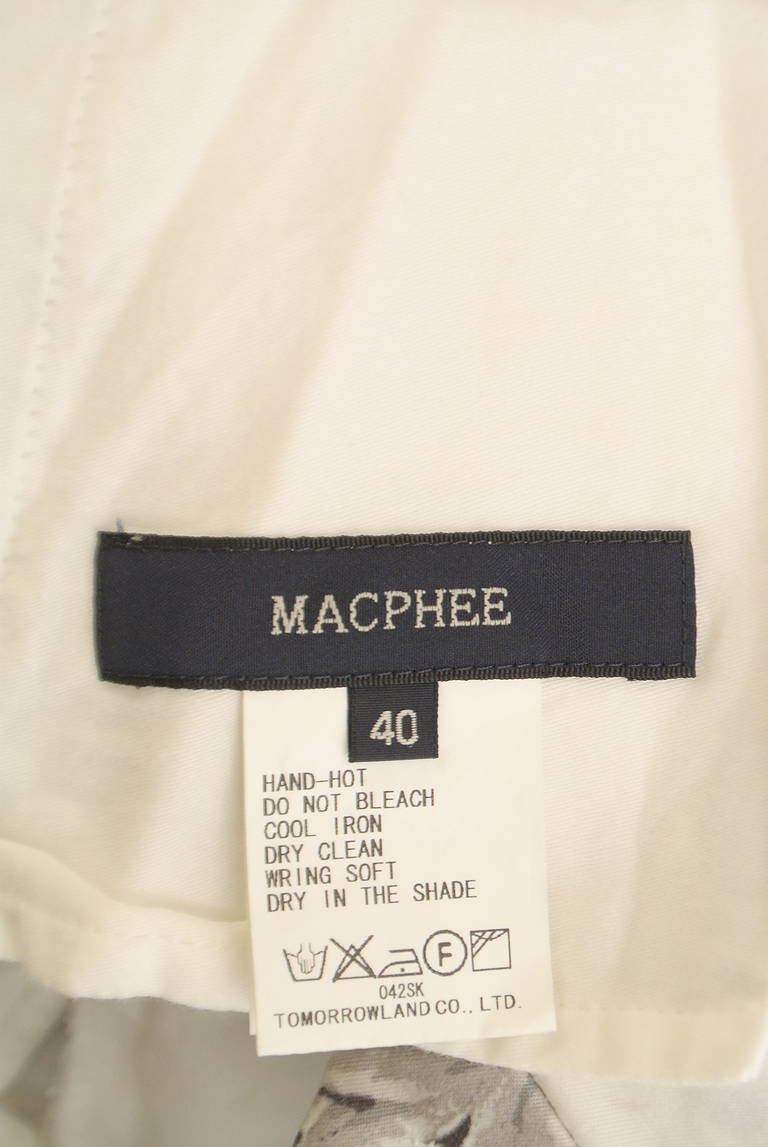 MACPHEE
40
HAND-HOT
DO NOT BLEACH
COOL IRON
DRY CLEAN
WRING SOFT
DRY IN THE SHADE
F
042SK
TOMORROWLAND CO., LTD.